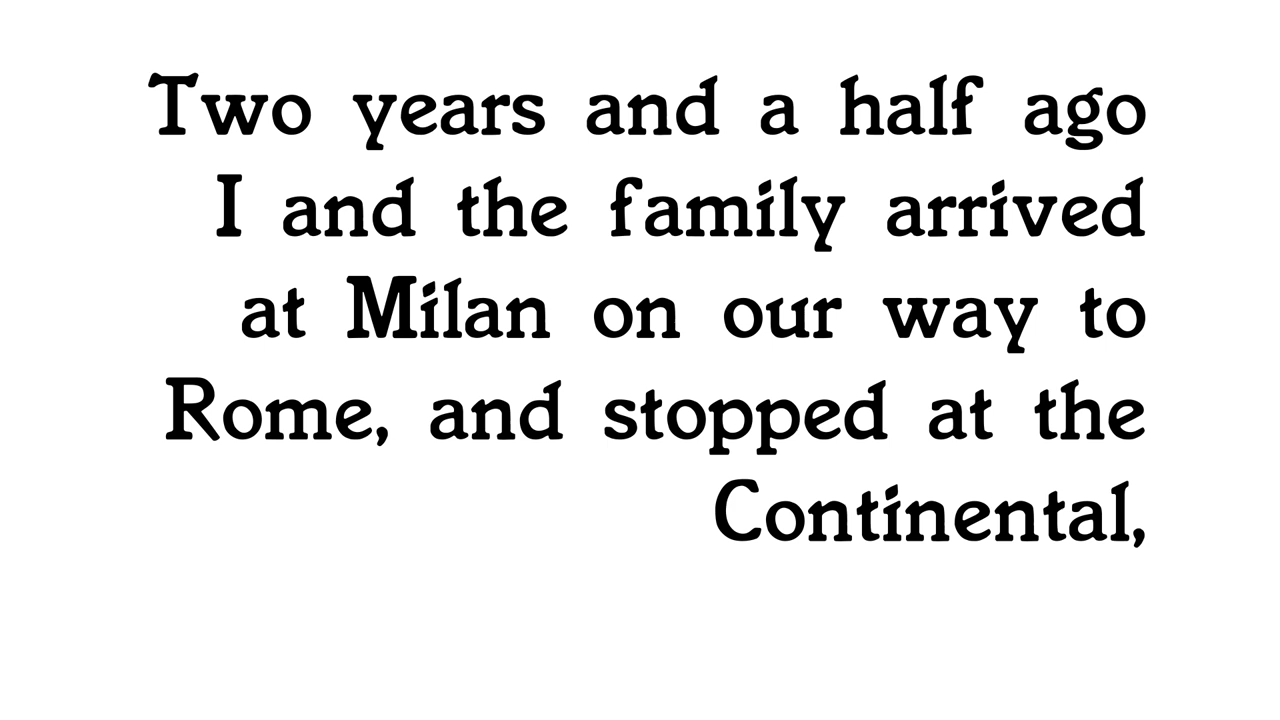 Two years and a half ago
I and the family arrived
at Milan on our way to
Rome, and stopped at the
Continental,